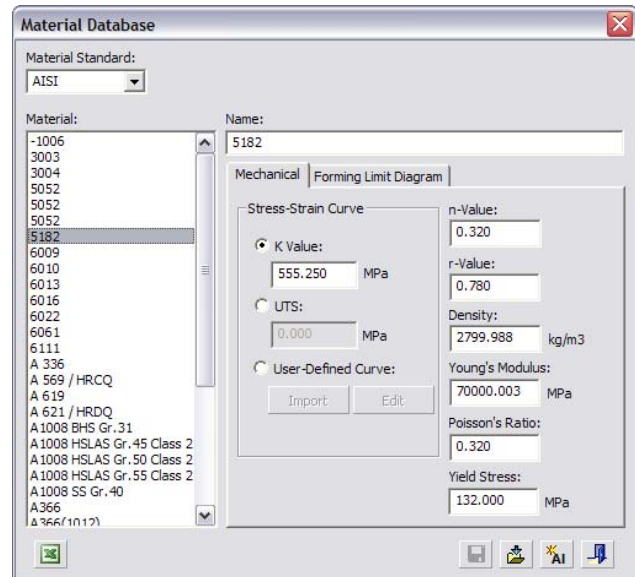 Material Database
Material Standard:
AISI
Material:
-1006
3003
3004
5052
5052
5052
5182
6009
6010
6013
6016
6022
6061
6111
A 336
A 569 / HRCQ
A 619
A 621 / HRDQ
A1008 BHS Gr.31
A1008 HSLAS Gr.45 Class 2
A1008 HSLAS Gr.50 Class 2
A1008 HSLAS Gr.55 Class 2
A1008 SS Gr.40
A366
A366(1012)
Name:
5182
Mechanical
Forming Limit Diagram
Stress-Strain Curve
K Value:
555.250 MPa
UTS:
0.000 MPa
User-Defined Curve:
Import Edit
n-Value:
0.320
r-Value:
0.780
Density:
2799.988 kg/m3
Young's Modulus:
70000.003 MPa
Poisson's Ratio:
0.320
Yield Stress:
132.000 MPa
AI